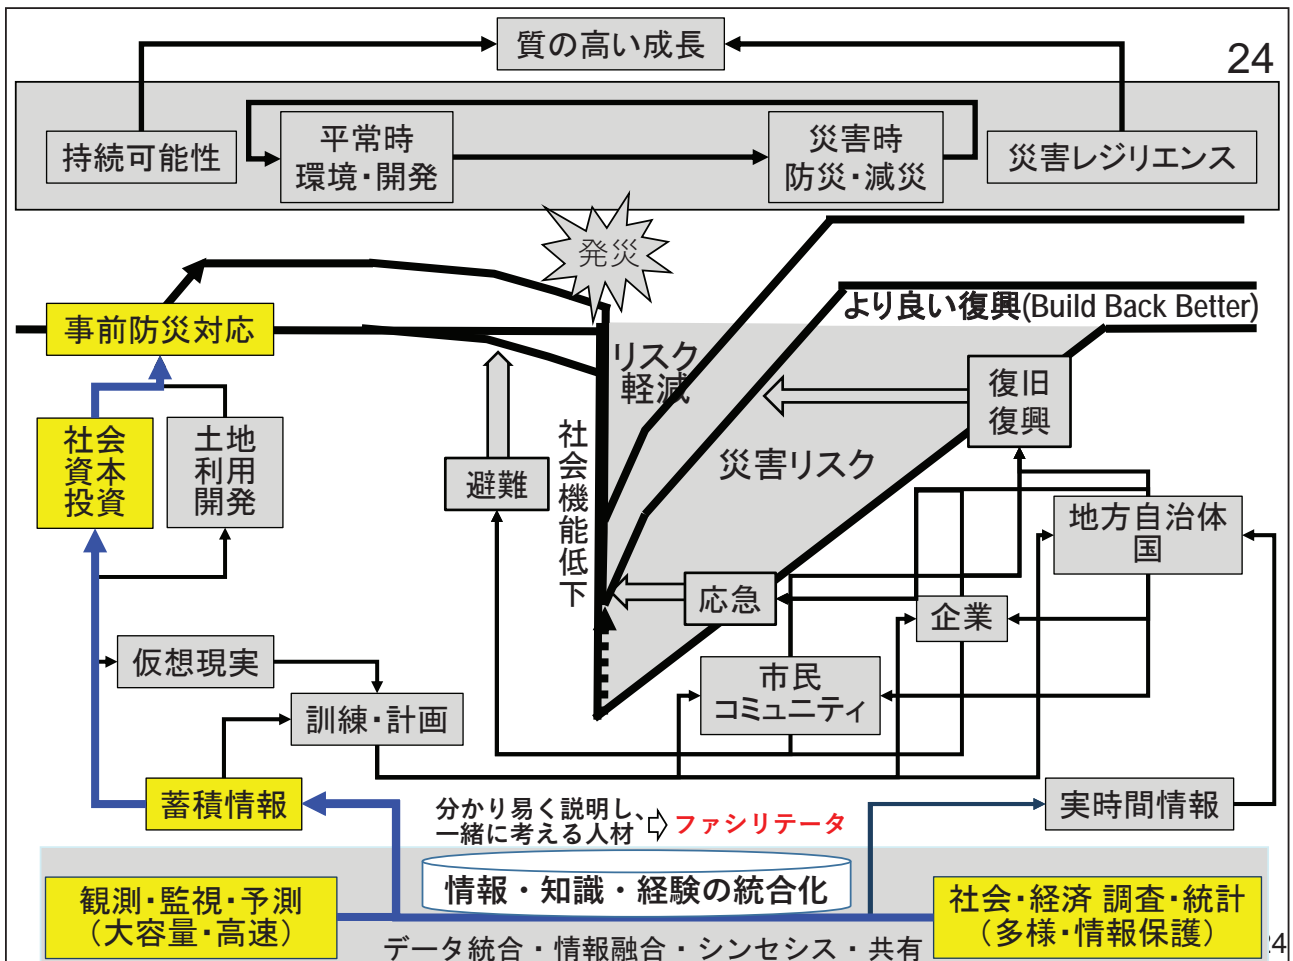 質の高い成長
24
持続可能性
平常時
環境・開発
災害時
防災・減災
災害レジリエンス
発災
事前防災対応
より良い復興(Build Back Better)
リスク
軽減
復旧
復興
社会
資本
投資
土地
利用
開発
避難
社会機能低下
災害リスク
地方自治体
国
応急
企業
仮想現実
市民
コミュニティ
訓練・計画
蓄積情報
分かり易く説明し、
一緒に考える人材
ファシリテータ
実時間情報
情報・知識・経験の統合化
観測・監視・予測
（大容量・高速）
社会・経済 調査・統計
（多様・情報保護）
データ統合・情報融合・シンセシス・共有
24